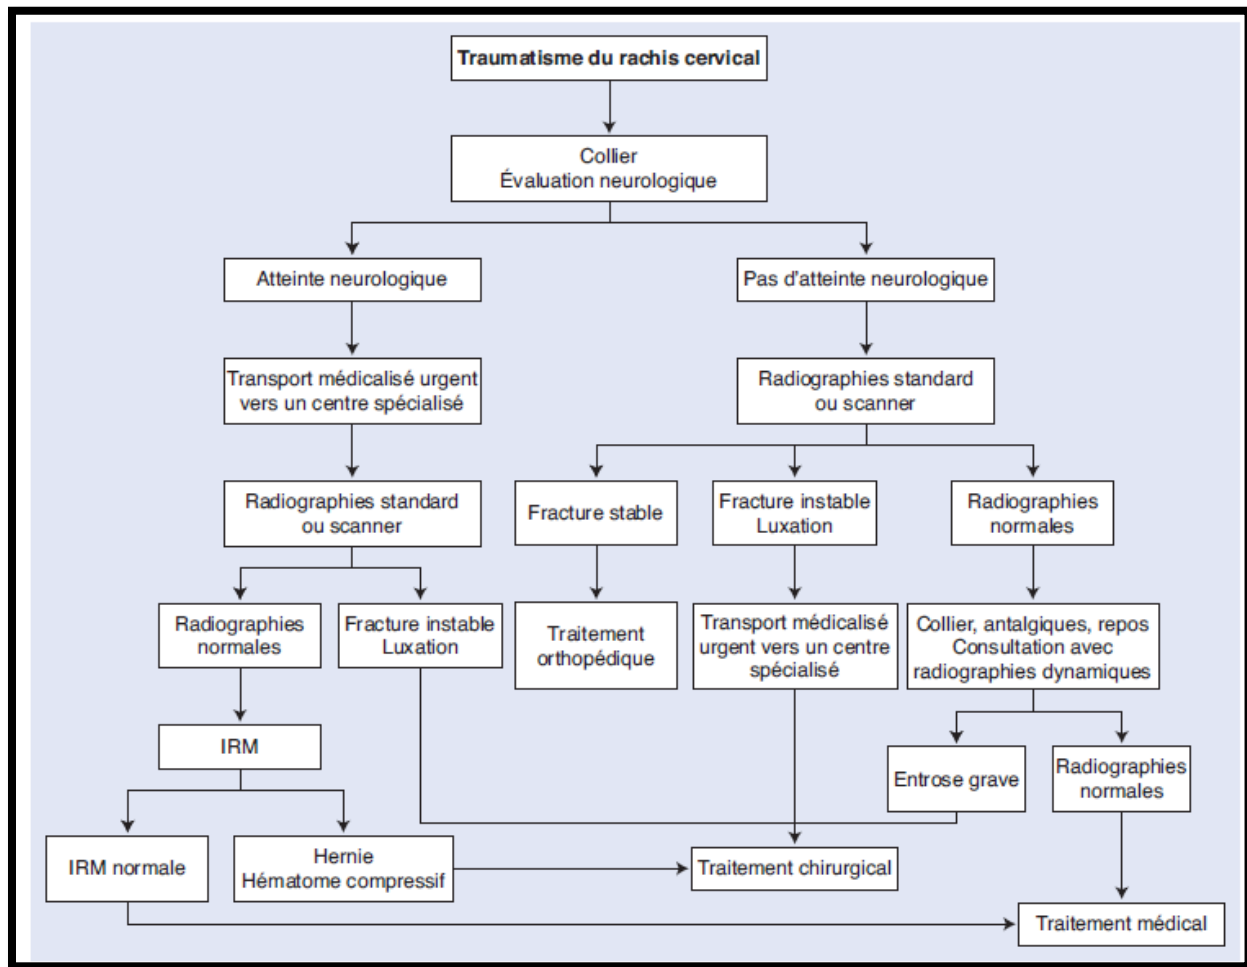 Traumatisme du rachis cervical
Collier
Évaluation neurologique
Atteinte neurologique
Pas d'atteinte neurologique
Transport médicalisé urgent
vers un centre spécialisé
Radiographies standard
ou scanner
Radiographies standard
ou scanner
Fracture stable
Fracture instable
Luxation
Radiographies
normales
Radiographies
normales
Fracture instable
Luxation
Traitement
orthopédique
Transport médicalisé
urgent vers un centre
spécialisé
Collier, antalgiques, repos
Consultation avec
radiographies dynamiques
IRM
Entrose grave
Radiographies
normales
IRM normale
Hernie
Hématome compressif
Traitement chirurgical
Traitement médical